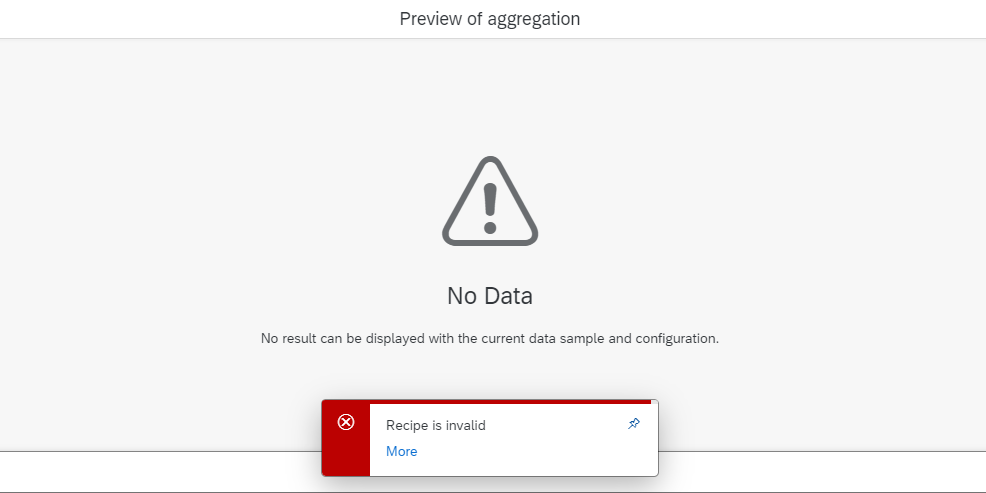 Preview of aggregation
No Data
No result can be displayed with the current data sample and configuration.
Recipe is invalid
More